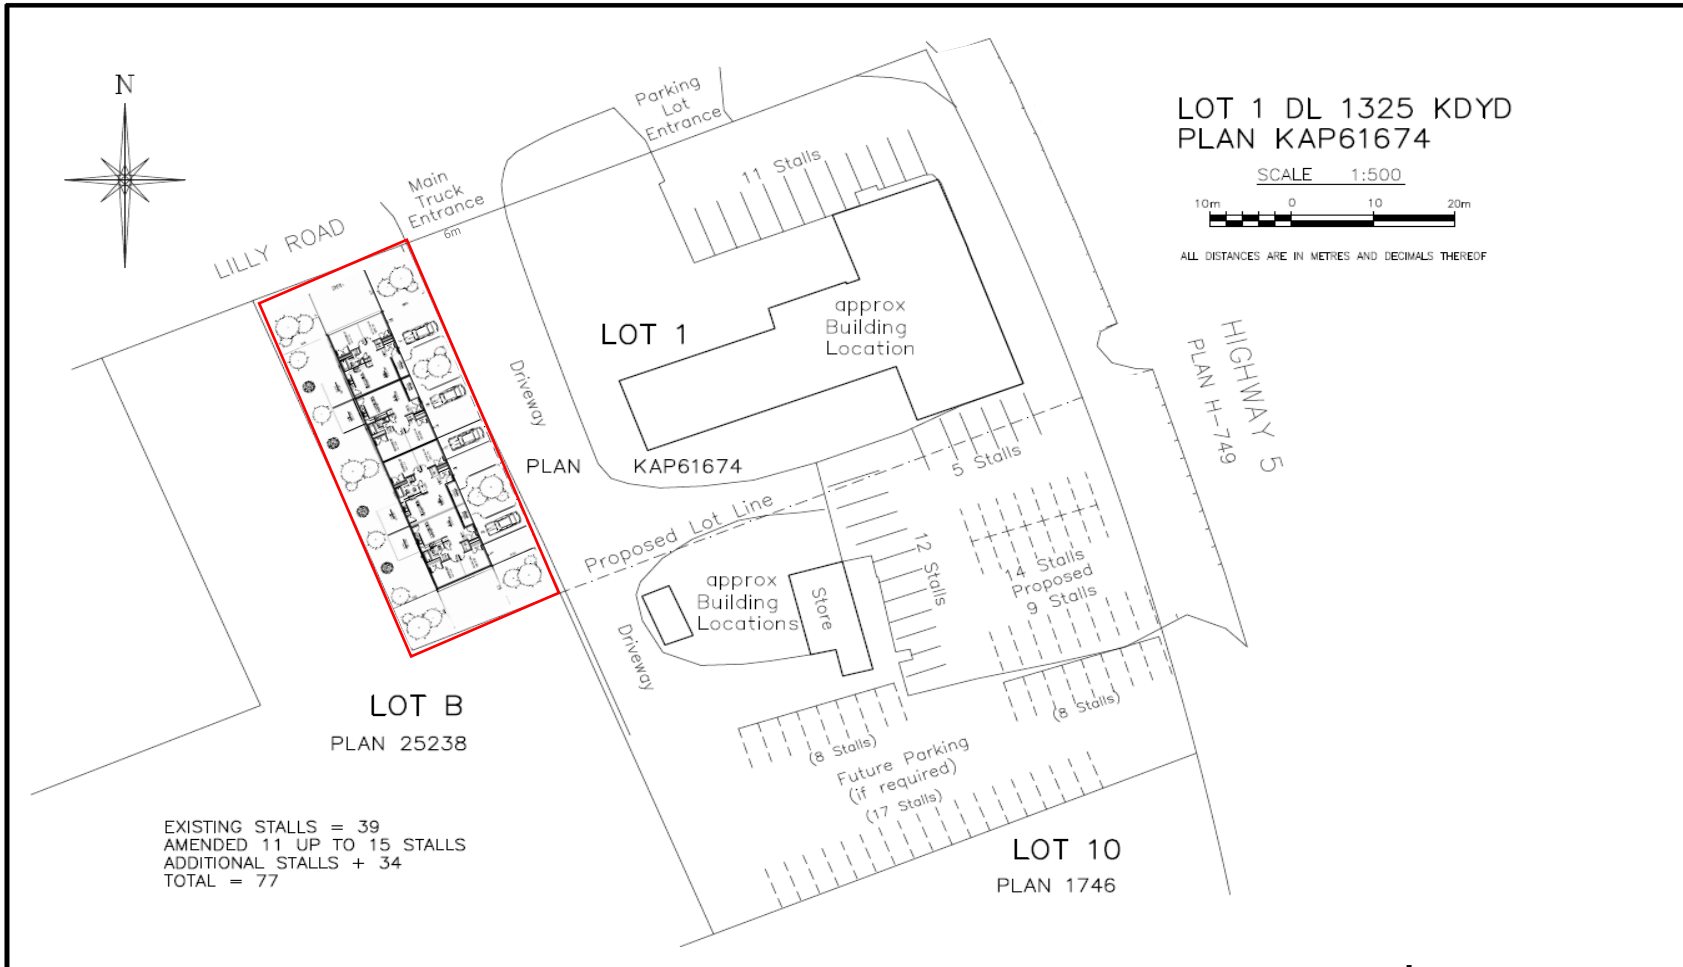 N
LOT 1 DL 1325 KDYD
PLAN KAP61674
SCALE 1:500
10m 0 10 20m
ALL DISTANCES ARE IN METRES AND DECIMALS THEREOF
Parking
Lot
Entrance
Main
Truck
Entrance
6m
LILLY ROAD
11 Stalls
LOT 1
approx
Building
Location
Driveway
HIGHWAY 5
PLAN H-749
PLAN KAP61674
5 Stalls
Proposed Lot Line
12 Stalls
14 Stalls
Proposed
9 Stalls
approx
Building
Locations
Store
Driveway
LOT B
PLAN 25238
(8 Stalls)
(8 Stalls)
Future Parking
(if required)
(17 Stalls)
EXISTING STALLS = 39
AMENDED 11 UP TO 15 STALLS
ADDITIONAL STALLS + 34
TOTAL = 77
LOT 10
PLAN 1746